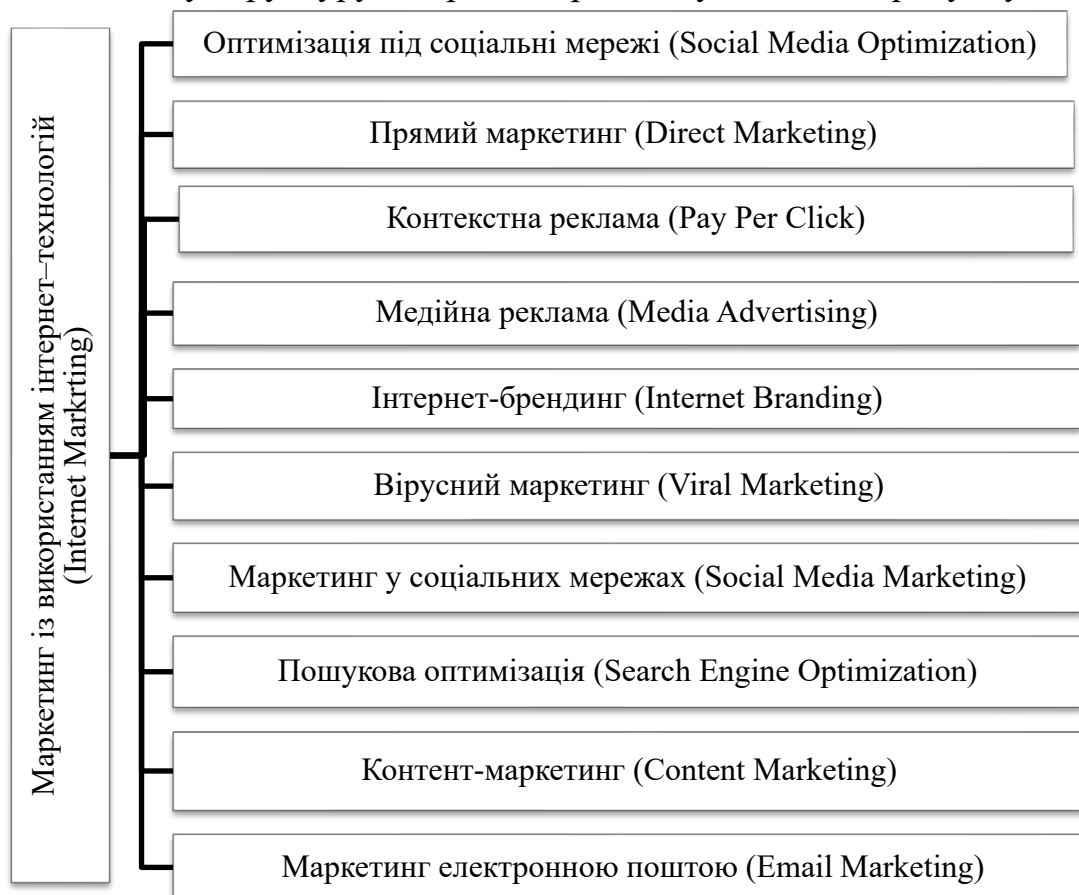 Маркетинг із використанням інтернет–технологій
(Internet Markrting)
Оптимізація під соціальні мережі (Social Media Optimization)
Прямий маркетинг (Direct Marketing)
Контекстна реклама (Pay Per Click)
Медійна реклама (Media Advertising)
Інтернет-брендинг (Internet Branding)
Вірусний маркетинг (Viral Marketing)
Маркетинг у соціальних мережах (Social Media Marketing)
Пошукова оптимізація (Search Engine Optimization)
Контент-маркетинг (Content Marketing)
Маркетинг електронною поштою (Email Marketing)